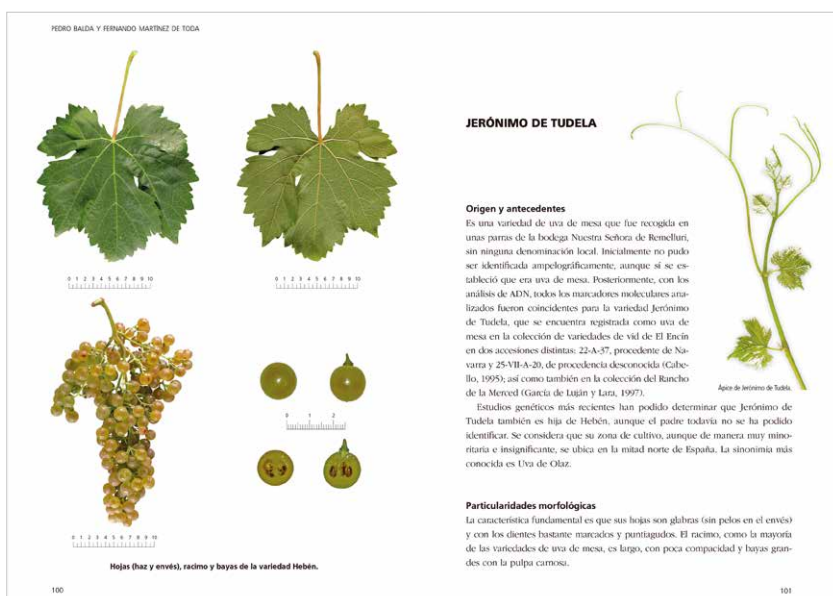 PEDRO BALDA Y FERNANDO MARTÍNEZ DE TODA
0 1 2 3 4 5 6 7 8 9 10
0 1 2 3 4 5 6 7 8 9 10
0 1 2
0 1 2 3 4 5 6 7 8 9 10
Hojas (haz y envés), racimo y bayas de la variedad Hebén.
100
JERÓNIMO DE TUDELA
Origen y antecedentes
Es una variedad de uva de mesa que fue recogida en
unas parras de la bodega Nuestra Señora de Remelluri,
sin ninguna denominación local. Inicialmente no pudo
ser identificada ampelográficamente, aunque sí se es-
tableció que era uva de mesa. Posteriormente, con los
análisis de ADN, todos los marcadores moleculares ana-
lizados fueron coincidentes para la variedad Jerónimo
de Tudela, que se encuentra registrada como uva de
mesa en la colección de variedades de vid de El Encín
en dos accesiones distintas: 22-A-37, procedente de Na-
varra y 25-VII-A-20, de procedencia desconocida (Cabe-
llo, 1995); así como también en la colección del Rancho
de la Merced (García de Luján y Lara, 1997).
Ápice de Jerónimo de Tudela.
Estudios genéticos más recientes han podido determinar que Jerónimo de
Tudela también es hija de Hebén, aunque el padre todavía no se ha podido
identificar. Se considera que su zona de cultivo, aunque de manera muy mino-
ritaria e insignificante, se ubica en la mitad norte de España. La sinonimia más
conocida es Uva de Olaz.
Particularidades morfológicas
La característica fundamental es que sus hojas son glabras (sin pelos en el envés)
y con los dientes bastante marcados y puntiagudos. El racimo, como la mayoría
de las variedades de uva de mesa, es largo, con poca compacidad y bayas gran-
des con la pulpa carnosa.
101